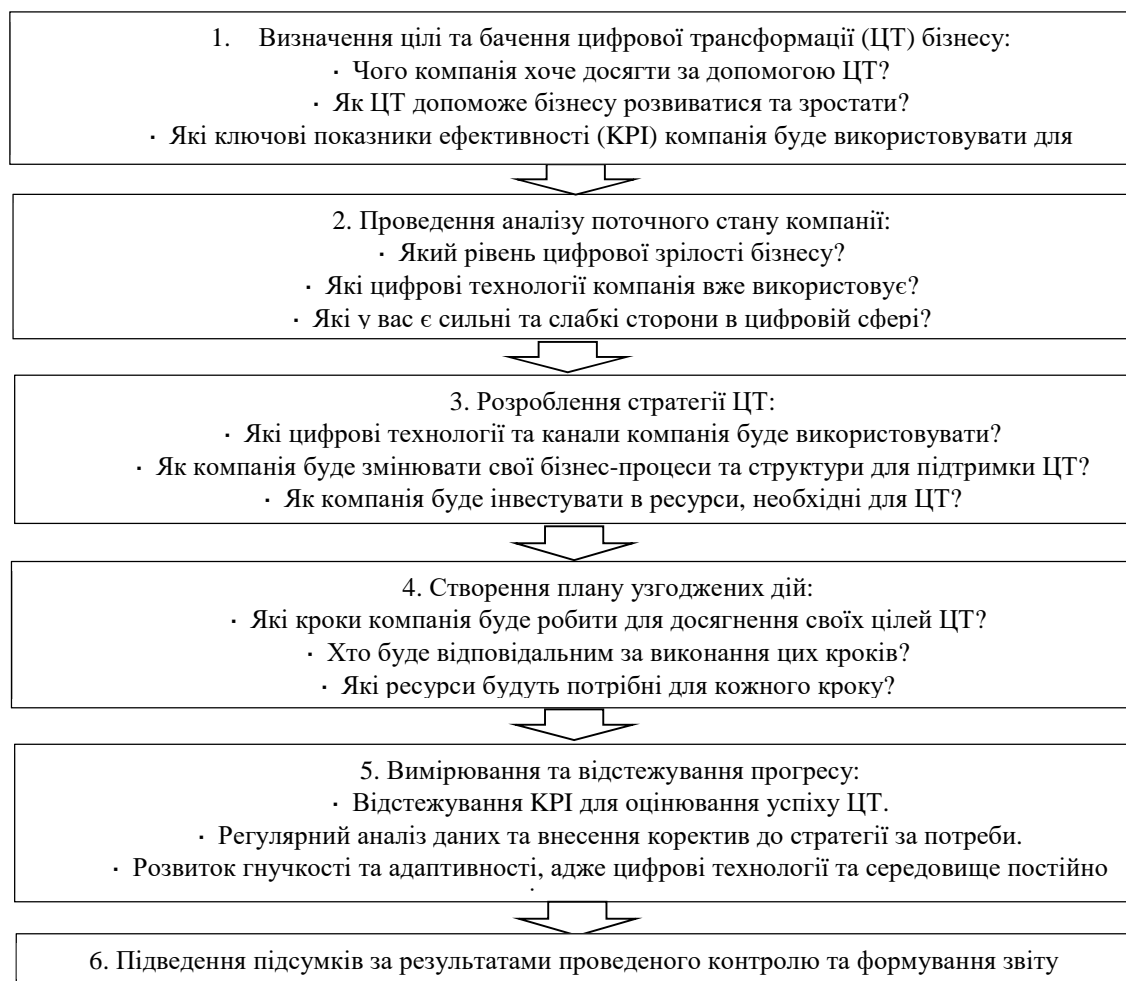 1. Визначення цілі та бачення цифрової трансформації (ЦТ) бізнесу:
· Чого компанія хоче досягти за допомогою ЦТ?
· Як ЦТ допоможе бізнесу розвиватися та зростати?
· Які ключові показники ефективності (KPI) компанія буде використовувати для
2. Проведення аналізу поточного стану компанії:
· Який рівень цифрової зрілості бізнесу?
· Які цифрові технології компанія вже використовує?
· Які у вас є сильні та слабкі сторони в цифровій сфері?
3. Розроблення стратегії ЦТ:
· Які цифрові технології та канали компанія буде використовувати?
· Як компанія буде змінювати свої бізнес-процеси та структури для підтримки ЦТ?
· Як компанія буде інвестувати в ресурси, необхідні для ЦТ?
4. Створення плану узгоджених дій:
· Які кроки компанія буде робити для досягнення своїх цілей ЦТ?
· Хто буде відповідальним за виконання цих кроків?
· Які ресурси будуть потрібні для кожного кроку?
5. Вимірювання та відстежування прогресу:
· Відстежування KPI для оцінювання успіху ЦТ.
· Регулярний аналіз даних та внесення коректив до стратегії за потреби.
· Розвиток гнучкості та адаптивності, адже цифрові технології та середовище постійно
6. Підведення підсумків за результатами проведеного контролю та формування звіту